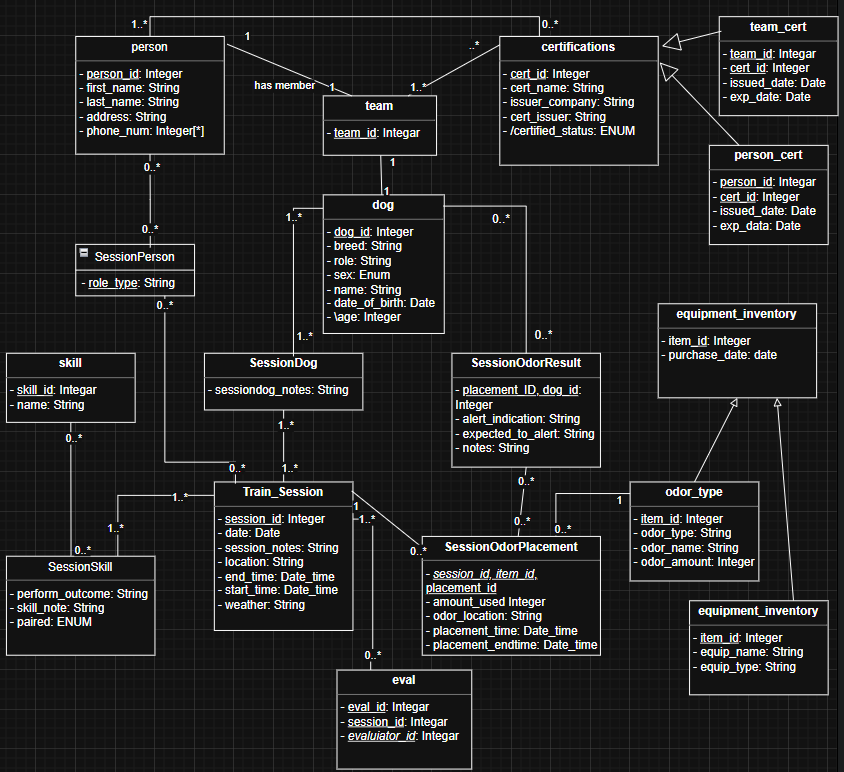 1..*
0..*
person
- person_id: Integer
- first_name: String
- last_name: String
- address: String
- phone_num: Integer[*]
1
has member
1
..*
1..*
certifications
- cert_id: Integer
- cert_name: String
- issuer_company: String
- cert_issuer: String
- /certified_status: ENUM
team_cert
- team_id: Integar
- cert_id: Integer
- issued_date: Date
- exp_date: Date
team
- team_id: Integar
person_cert
- person_id: Integar
- cert_id: Integer
- issued_date: Date
- exp_data: Date
0..*
0..*
1
1
dog
- dog_id: Integer
- breed: String
- role: String
- sex: Enum
- name: String
- date_of_birth: Date
- \age: Integer
1..*
0..*
SessionPerson
- role_type: String
0..*
1..*
0..*
equipment_inventory
- item_id: Integer
- purchase_date: date
skill
- skill_id: Integar
- name: String
SessionDog
- sessiondog_notes: String
SessionOdorResult
- placement_ID, dog_id:
Integer
- alert_indication: String
- expected_to_alert: String
- notes: String
0..*
1..*
0..*
1..*
0..*
0..*
Train_Session
- session_id: Integer
- date: Date
- session_notes: String
- location: String
- end_time: Date_time
- start_time: Date_time
- weather: String
1..*
1..*
0..*
1
1..*
0..*
1
0..*
odor_type
- item_id: Integer
- odor_type: String
- odor_name: String
- odor_amount: Integer
SessionSkill
- perform_outcome: String
- skill_note: String
- paired: ENUM
SessionOdorPlacement
- session_id, item_id,
placement_id
- amount_used Integer
- odor_location: String
- placement_time: Date_time
- placement_endtime: Date_time
equipment_inventory
- item_id: Integer
- equip_name: String
- equip_type: String
0..*
eval
- eval_id: Integar
- session_id: Integar
- evaluiator_id: Integar